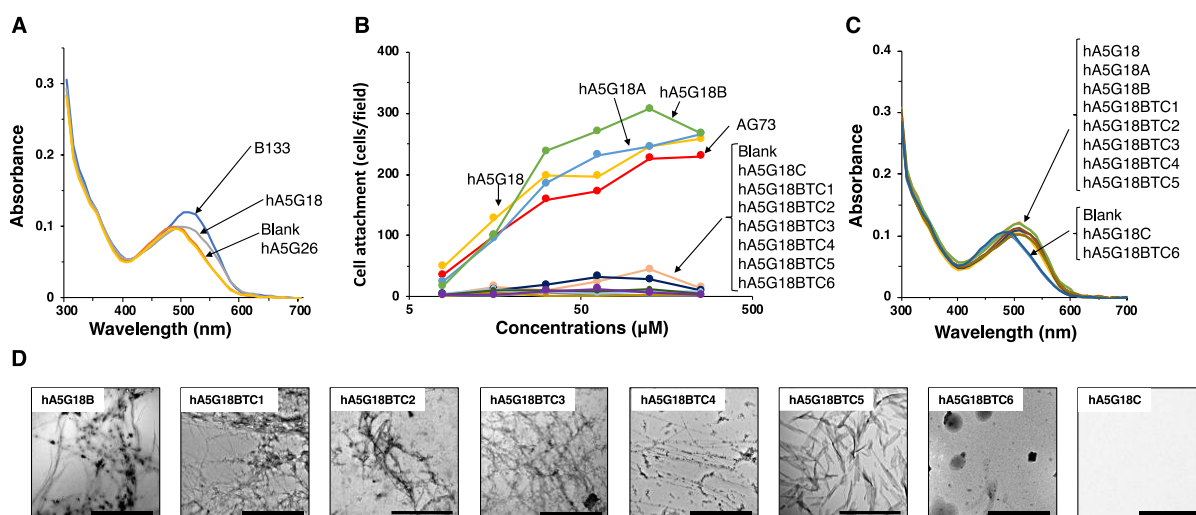 A
Absorbance
0.3
0.2
0.1
0
300
400
500
600
700
Wavelength (nm)
B133
hA5G18
Blank
hA5G26
B
Cell attachment (cells/field)
400
300
200
100
0
5
50
500
Concentrations (µM)
hA5G18
hA5G18A
hA5G18B
AG73
Blank
hA5G18C
hA5G18BTC1
hA5G18BTC2
hA5G18BTC3
hA5G18BTC4
hA5G18BTC5
hA5G18BTC6
C
Absorbance
0.4
0.3
0.2
0.1
0
300
400
500
600
700
Wavelength (nm)
hA5G18
hA5G18A
hA5G18B
hA5G18BTC1
hA5G18BTC2
hA5G18BTC3
hA5G18BTC4
hA5G18BTC5
Blank
hA5G18C
hA5G18BTC6
D
hA5G18B
hA5G18BTC1
hA5G18BTC2
hA5G18BTC3
hA5G18BTC4
hA5G18BTC5
hA5G18BTC6
hA5G18C